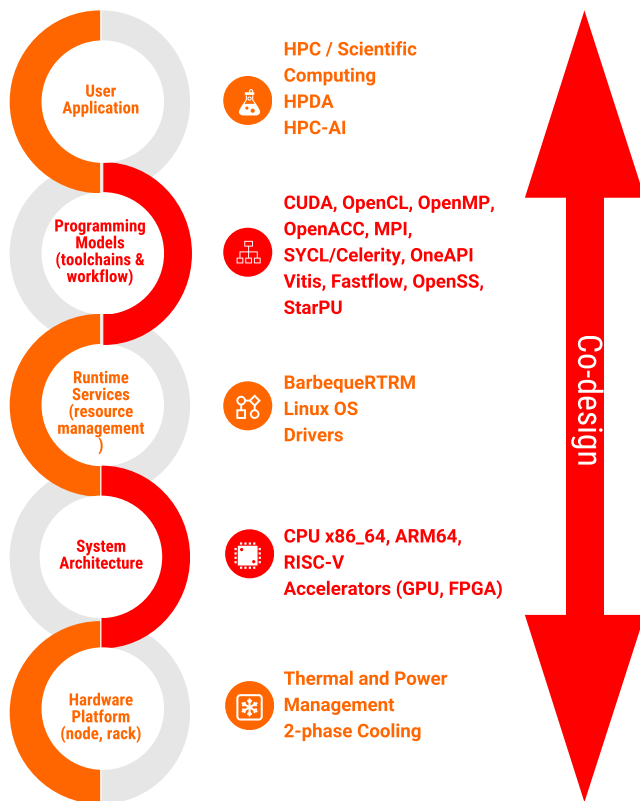 User
Application
HPC / Scientific
Computing
HPDA
HPC-AI
Programming
Models
(toolchains &
workflow)
CUDA, OpenCL, OpenMP,
OpenACC, MPI,
SYCL/Celerity, OneAPI
Vitis, Fastflow, OpenSS,
StarPU
Runtime
Services
(resource
management
)
BarbequeRTRM
Linux OS
Drivers
System
Architecture
CPU x86_64, ARM64,
RISC-V
Accelerators (GPU, FPGA)
Hardware
Platform
(node, rack)
Thermal and Power
Management
2-phase Cooling
Co-design